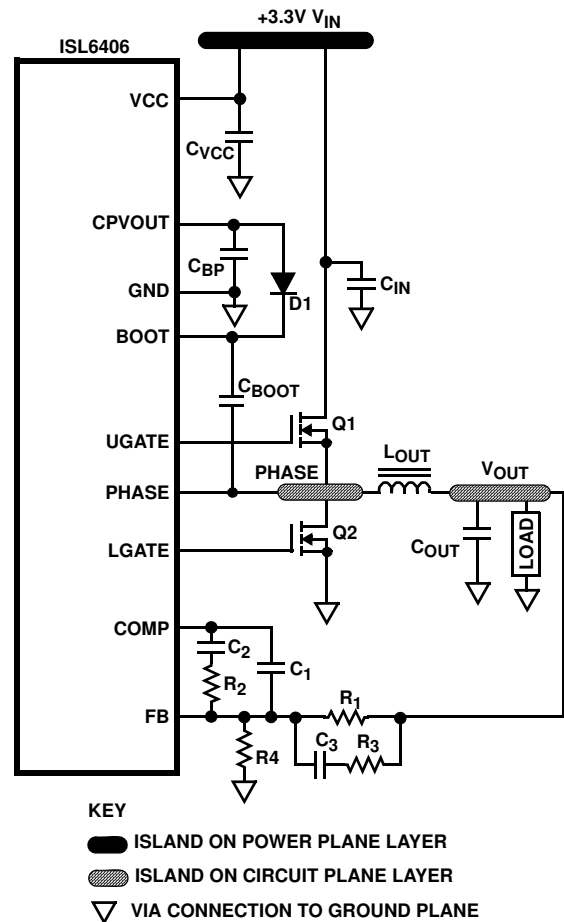 +3.3V VIN
ISL6406
VCC
CVCC
CPVOUT
CBP
GND
D1
CIN
BOOT
CBOOT
Q1
UGATE
LOUT
PHASE
PHASE
VOUT
Q2
COUT
LOAD
LGATE
COMP
C2
C1
R2
R1
FB
C3
R3
R4
KEY
ISLAND ON POWER PLANE LAYER
ISLAND ON CIRCUIT PLANE LAYER
VIA CONNECTION TO GROUND PLANE